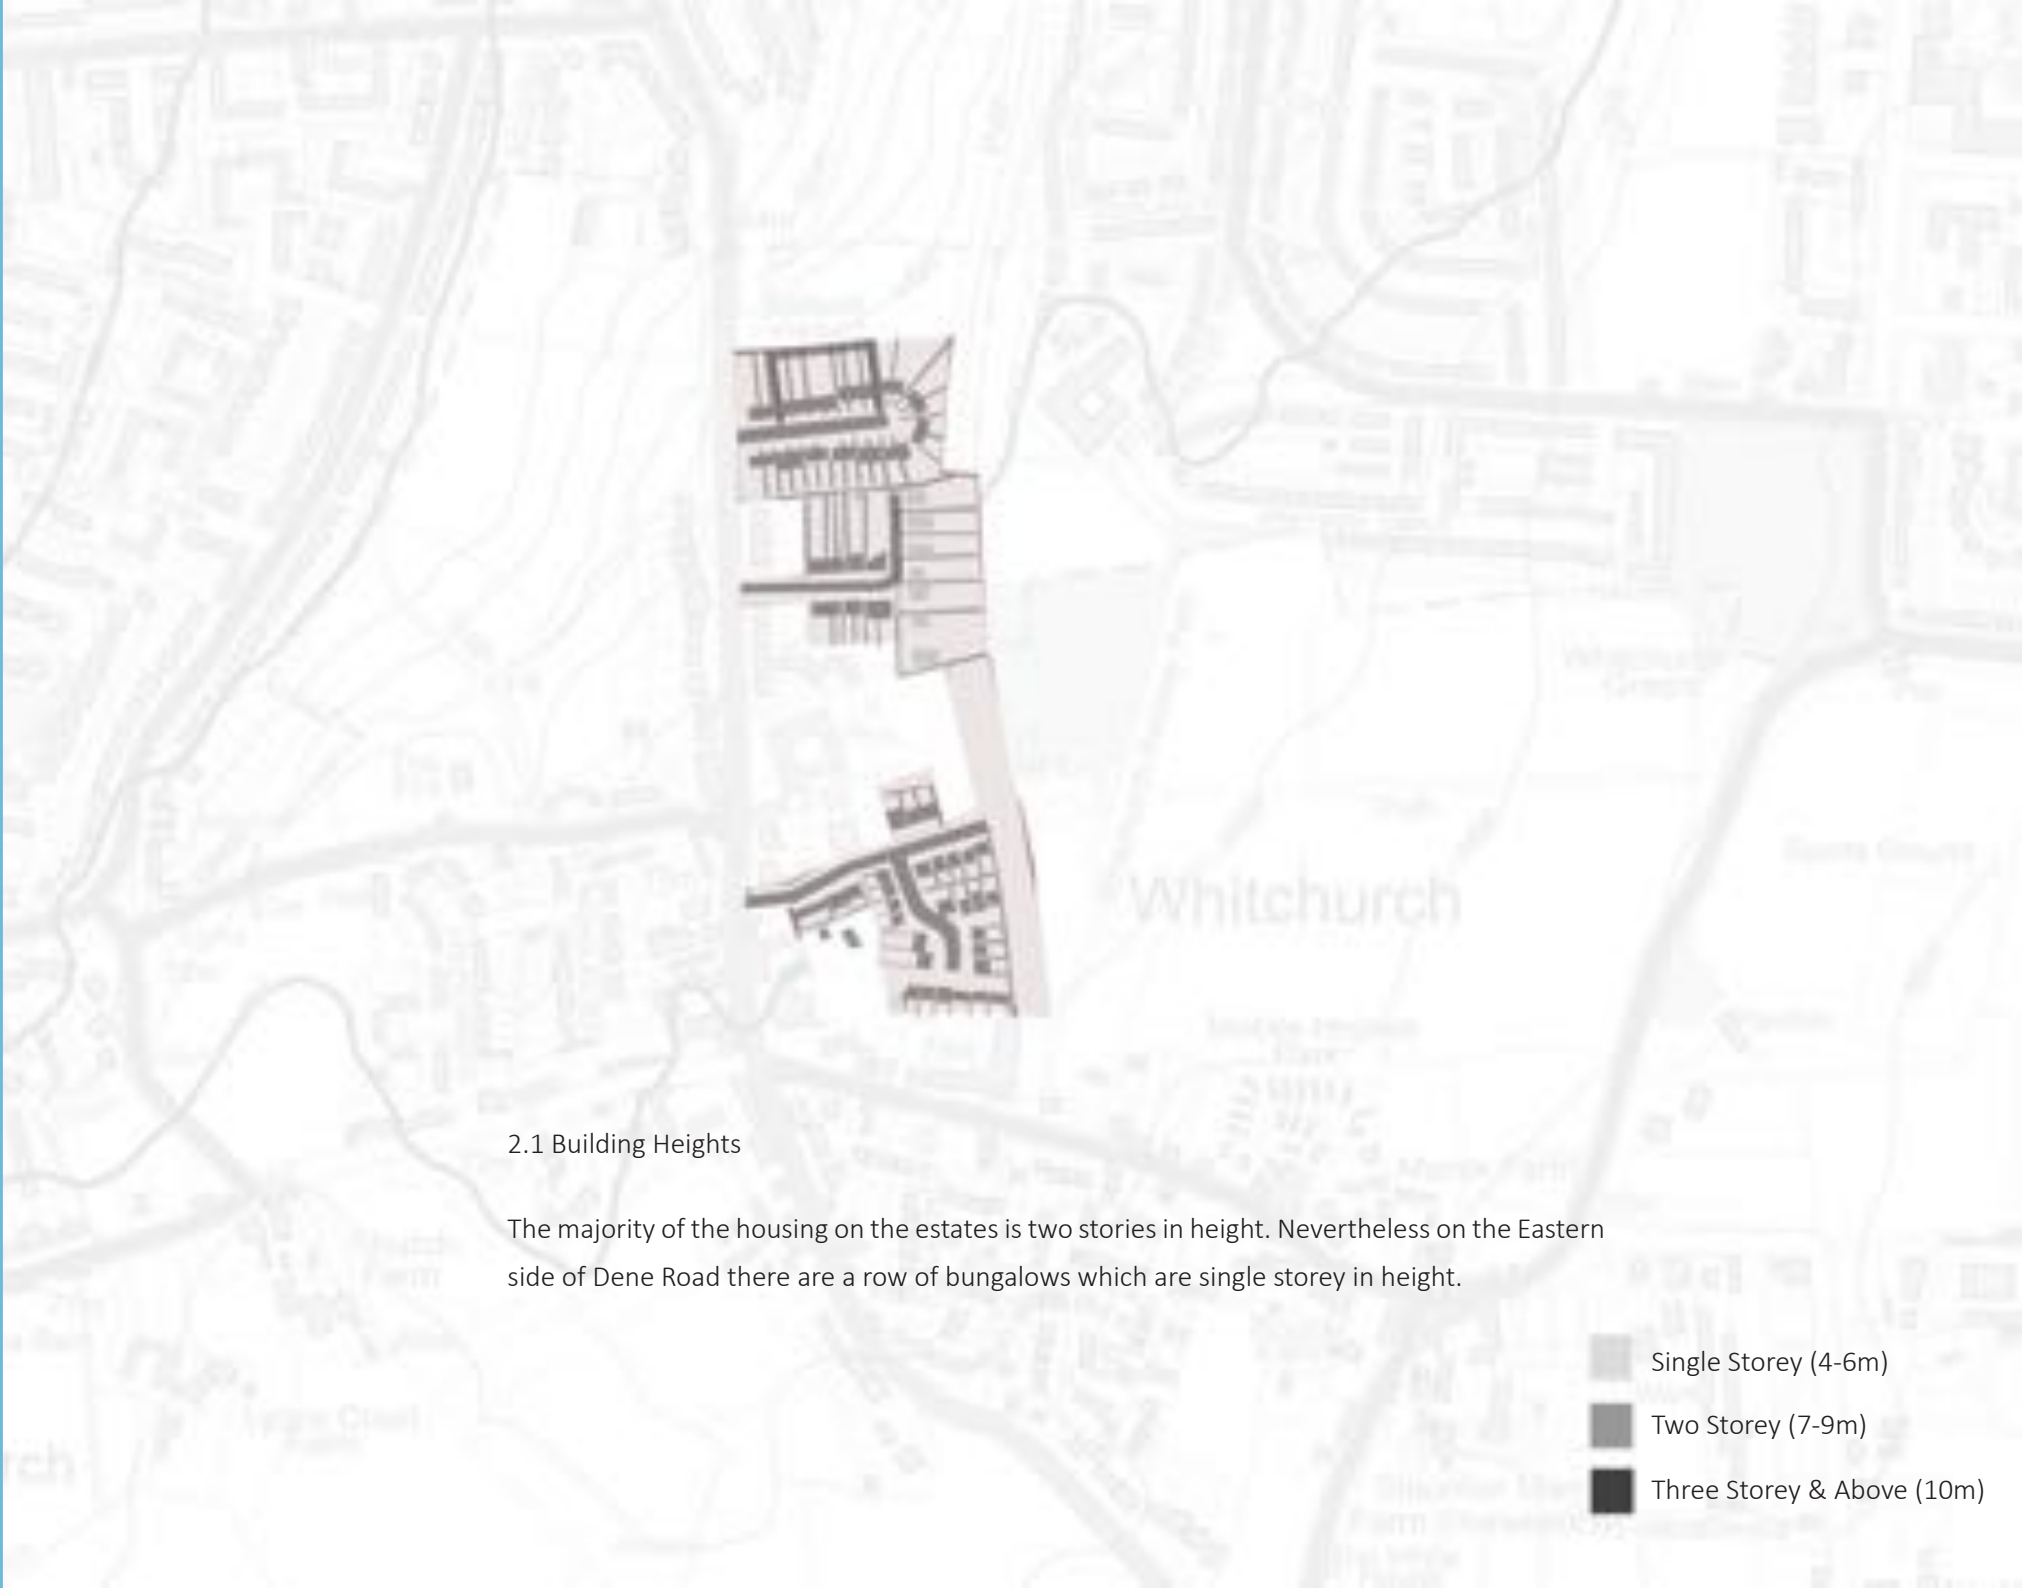 Whitchurch
2.1 Building Heights
The majority of the housing on the estates is two stories in height. Nevertheless on the Eastern
side of Dene Road there are a row of bungalows which are single storey in height.
Single Storey (4-6m)
Two Storey (7-9m)
Three Storey & Above (10m)